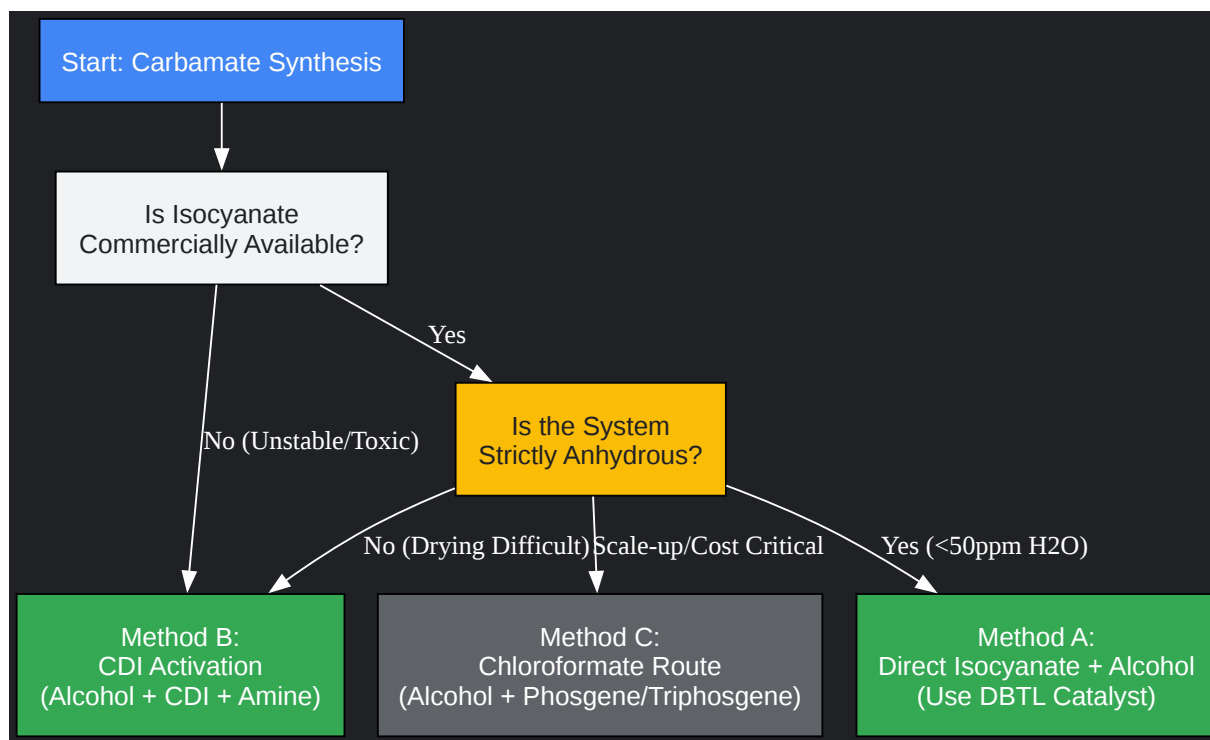 Start: Carbamate Synthesis
Is Isocyanate
Commercially Available?
Yes
Is the System
Strictly Anhydrous?
No (Unstable/Toxic)
No (Drying Difficult)
Scale-up/Cost Critical
Yes (<50ppm H2O)
Method B:
CDI Activation
(Alcohol + CDI + Amine)
Method C:
Chloroformate Route
(Alcohol + Phosgene/Triphosgene)
Method A:
Direct Isocyanate + Alcohol
(Use DBTL Catalyst)